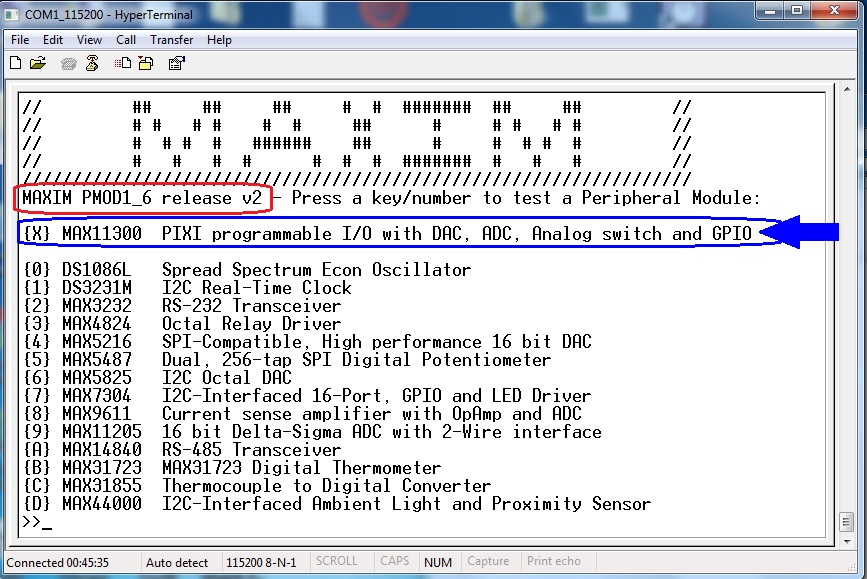 COM1_115200 - HyperTerminal
File Edit View Call Transfer Help
// ## ## ## # # ####### ## ## //
// # # # # # # ## # # # # # //
// # # # # ###### ## # # # # # //
// # # # # # # # ####### # # # //
///////////////////////////////////////////////////////////////////
MAXIM PMOD1_6 release v2 - Press a key/number to test a Peripheral Module:
{X} MAX11300 PIXI programmable I/O with DAC, ADC, Analog switch and GPIO
{0} DS1086L Spread Spectrum Econ Oscillator
{1} DS3231M I2C Real-Time Clock
{2} MAX3232 RS-232 Transceiver
{3} MAX4824 Octal Relay Driver
{4} MAX5216 SPI-Compatible, High performance 16 bit DAC
{5} MAX5487 Dual, 256-tap SPI Digital Potentiometer
{6} MAX5825 I2C Octal DAC
{7} MAX7304 I2C-Interfaced 16-Port, GPIO and LED Driver
{8} MAX9611 Current sense amplifier with OpAmp and ADC
{9} MAX11205 16 bit Delta-Sigma ADC with 2-Wire interface
{A} MAX14840 RS-485 Transceiver
{B} MAX31723 MAX31723 Digital Thermometer
{C} MAX31855 Thermocouple to Digital Converter
{D} MAX44000 I2C-Interfaced Ambient Light and Proximity Sensor
>>_
Connected 00:45:35 Auto detect 115200 8-N-1 SCROLL CAPS NUM Capture Print echo